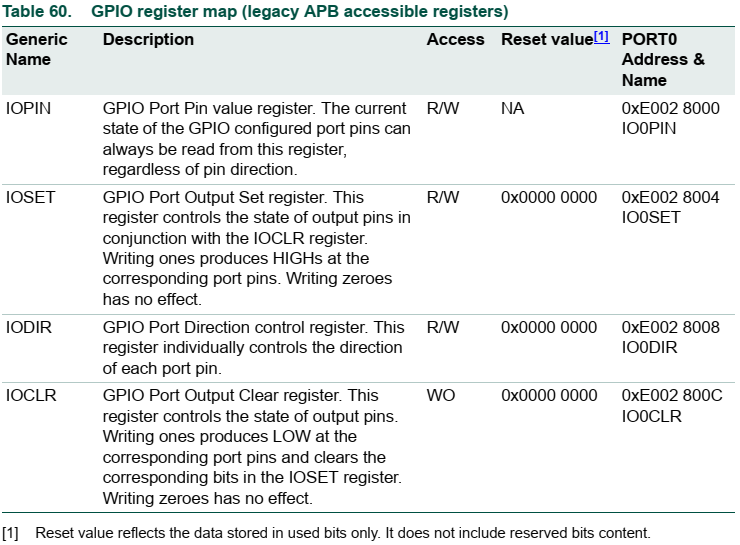 Table 60. GPIO register map (legacy APB accessible registers)
Generic Name Description Access Reset value[1] PORT0 Address & Name
IOPIN GPIO Port Pin value register. The current R/W NA 0xE002 8000
state of the GPIO configured port pins can IO0PIN
always be read from this register,
regardless of pin direction.
IOSET GPIO Port Output Set register. This R/W 0x0000 0000 0xE002 8004
register controls the state of output pins in IO0SET
conjunction with the IOCLR register.
Writing ones produces HIGHs at the
corresponding port pins. Writing zeroes
has no effect.
IODIR GPIO Port Direction control register. This R/W 0x0000 0000 0xE002 8008
register individually controls the direction IO0DIR
of each port pin.
IOCLR GPIO Port Output Clear register. This WO 0x0000 0000 0xE002 800C
register controls the state of output pins. IO0CLR
Writing ones produces LOW at the
corresponding port pins and clears the
corresponding bits in the IOSET register.
Writing zeroes has no effect.
[1] Reset value reflects the data stored in used bits only. It does not include reserved bits content.